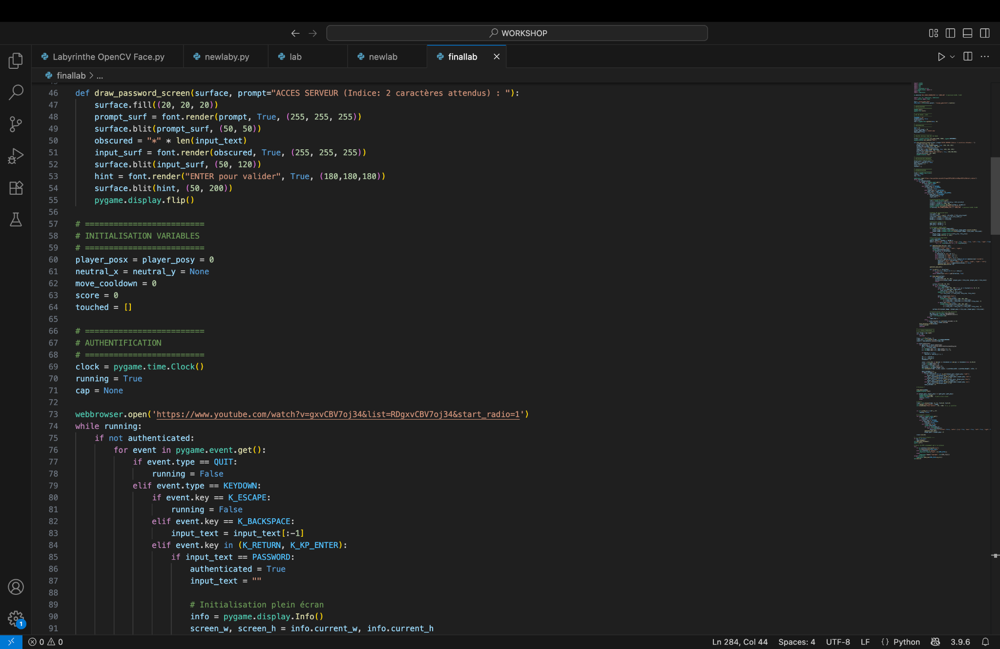 WORKSHOP
Labyrinthe OpenCV Face.py
newlaby.py
lab
newlab
finallab
finallab > ...
46 def draw_password_screen(surface, prompt="ACCES SERVEUR (Indice: 2 caractères attendus) : "):
47 surface.fill((20, 20, 20))
48 prompt_surf = font.render(prompt, True, (255, 255, 255))
49 surface.blit(prompt_surf, (50, 50))
50 obscured = "*" * len(input_text)
51 input_surf = font.render(obscured, True, (255, 255, 255))
52 surface.blit(input_surf, (50, 120))
53 hint = font.render("ENTER pour valider", True, (180,180,180))
54 surface.blit(hint, (50, 200))
55 pygame.display.flip()
56
57 # =========================
58 # INITIALISATION VARIABLES
59 # =========================
60 player_posx = player_posy = 0
61 neutral_x = neutral_y = None
62 move_cooldown = 0
63 score = 0
64 touched = []
65
66 # =========================
67 # AUTHENTIFICATION
68 # =========================
69 clock = pygame.time.Clock()
70 running = True
71 cap = None
72
73 webbrowser.open('https://www.youtube.com/watch?v=gxvCBV7oj34&list=RDgxvCBV7oj34&start_radio=1')
74 while running:
75 if not authenticated:
76 for event in pygame.event.get():
77 if event.type == QUIT:
78 running = False
79 elif event.type == KEYDOWN:
80 if event.key == K_ESCAPE:
81 running = False
82 elif event.key == K_BACKSPACE:
83 input_text = input_text[:-1]
84 elif event.key in (K_RETURN, K_KP_ENTER):
85 if input_text == PASSWORD:
86 authenticated = True
87 input_text = ""
88
89 # Initialisation plein écran
90 info = pygame.display.Info()
91 screen_w, screen_h = info.current_w, info.current_h
1
0 0
Ln 284, Col 44
Spaces: 4
UTF-8
LF
{} Python
3.9.6